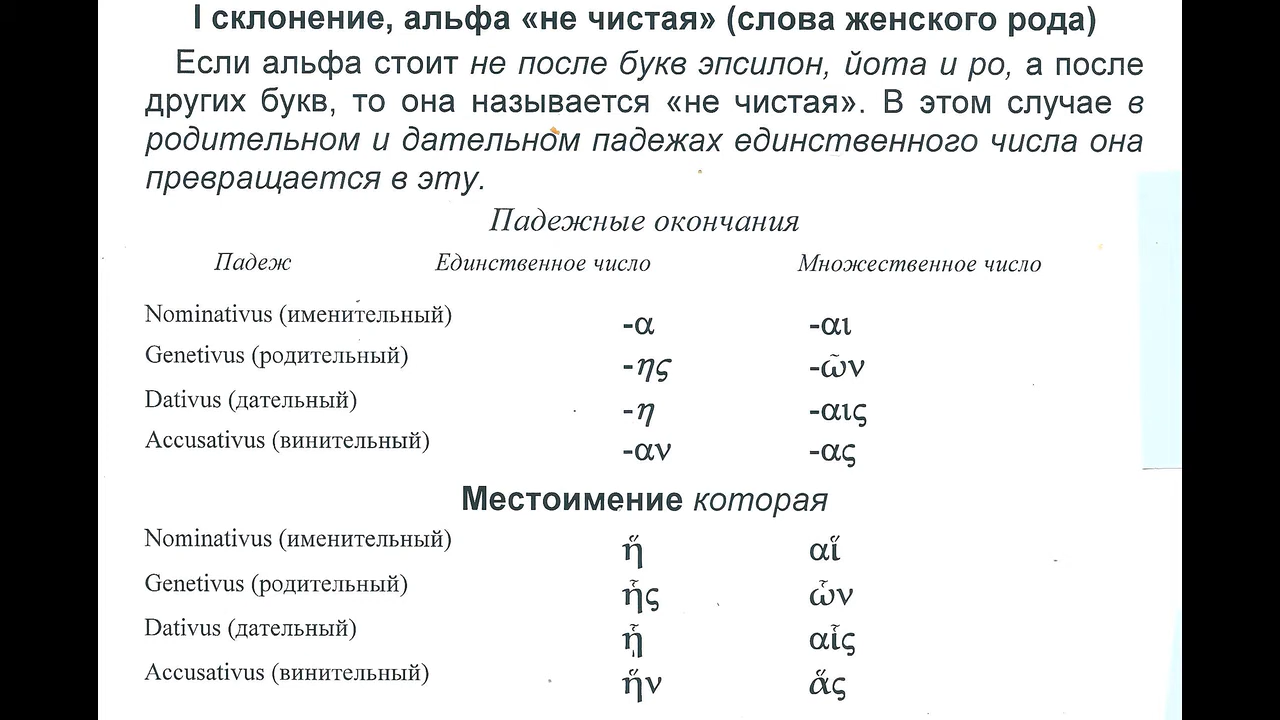 I склонение, альфа «не чистая» (слова женского рода)
Если альфа стоит не после букв эпсилон, йота и ро, а после
других букв, то она называется «не чистая». В этом случае в
родительном и дательном падежах единственного числа она
превращается в эту.
Падежные окончания
Падеж Единственное число Множественное число
Nominativus (именительный) -α -αι
Genetivus (родительный) -ης -ῶν
Dativus (дательный) -η -αις
Accusativus (винительный) -αν -ας
Местоимение которая
Nominativus (именительный) ἥ αἵ
Genetivus (родительный) ἧς ὧν
Dativus (дательный) ᾗ αἷς
Accusativus (винительный) ἥν ἅς